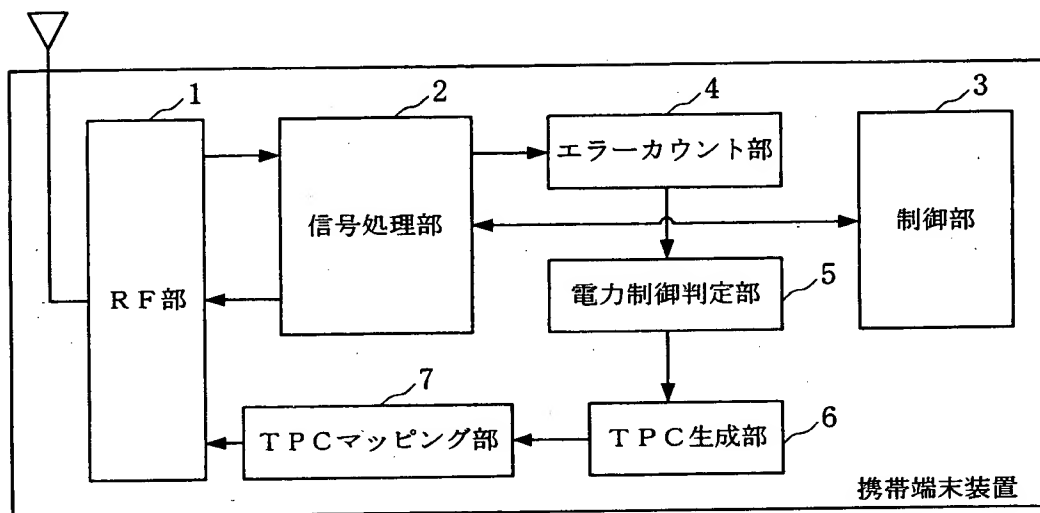 1
2
4
3
エラーカウント部
信号処理部
制御部
RF部
電力制御判定部
5
7
TPCマッピング部
TPC生成部
6
携帯端末装置